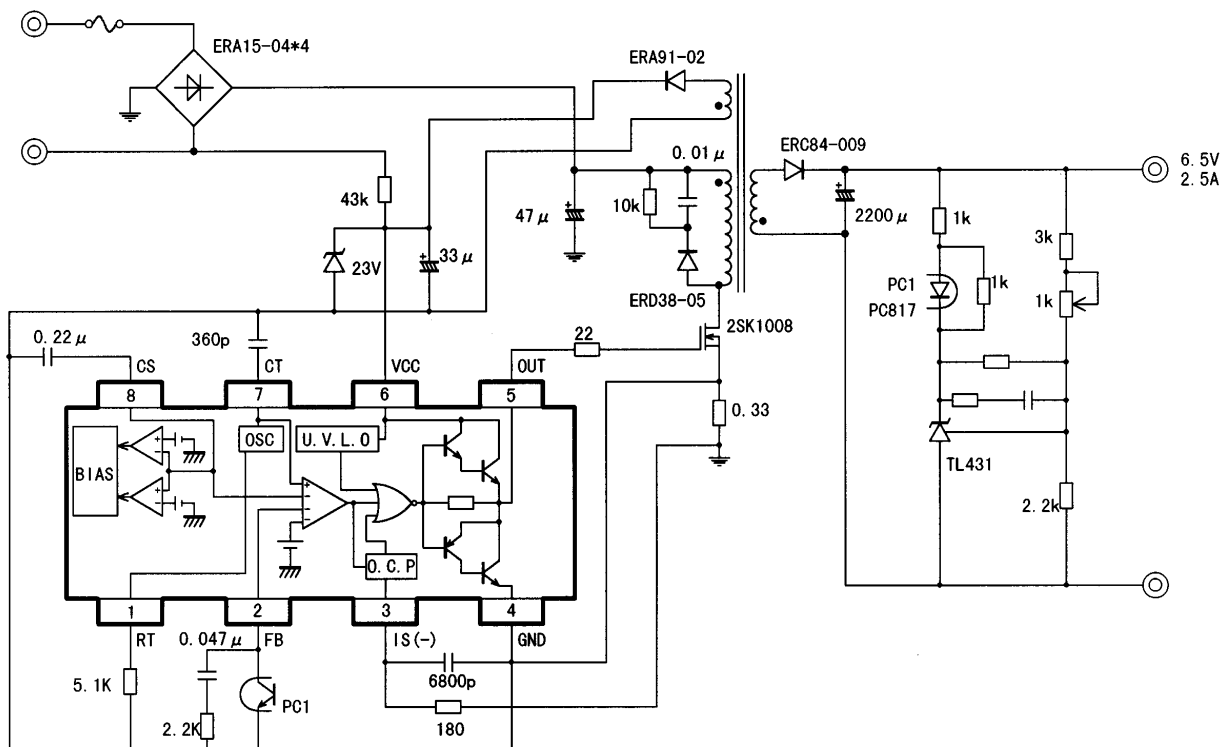 ERA15-04*4
ERA91-02
ERC84-009
6.5V
2.5A
0.01μ
43k
10k
47μ
2200μ
1k
3k
23V
33μ
PC1
PC817
1k
1k
ERD38-05
2SK1008
0.22μ
360p
22
CS
CT
VCC
OUT
8
7
6
5
0.33
OSC
U.V.L.O
BIAS
TL431
2.2k
O.C.P
1
2
3
4
RT
0.047μ
FB
IS(-)
GND
6800p
5.1K
2.2K
PC1
180